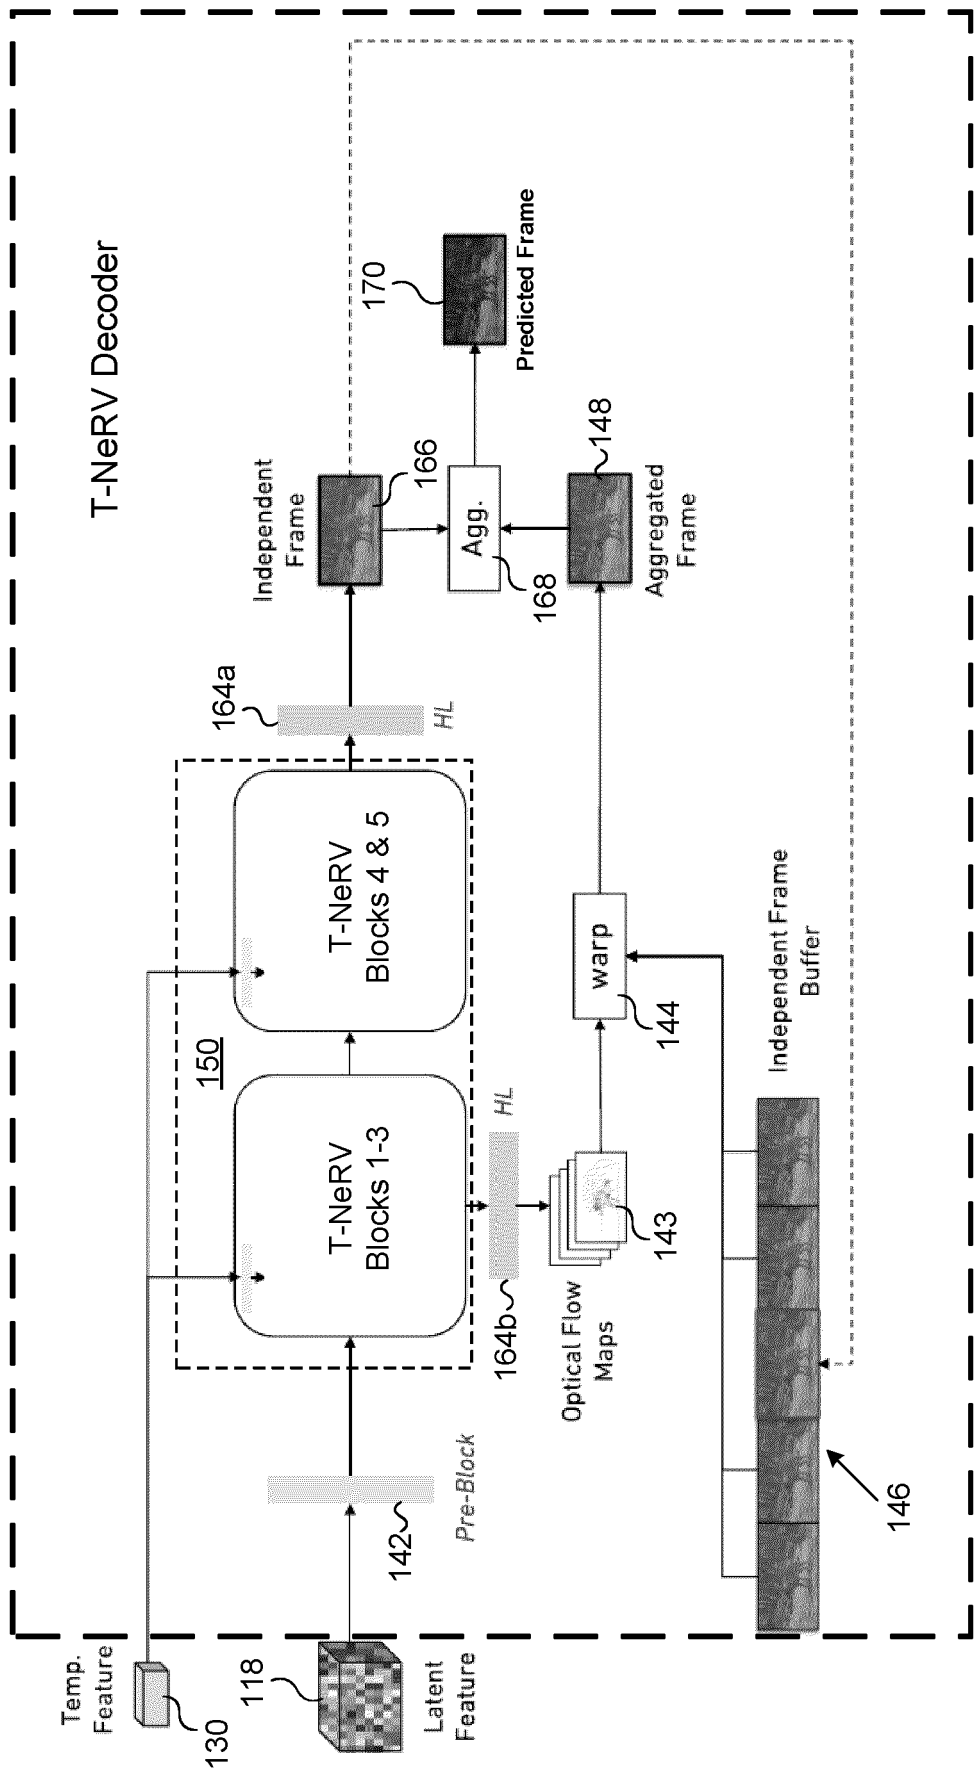 T-NeRV Decoder
Temp.
Feature
130
118
Latent
Feature
142
Pre-Block
150
T-NeRV
Blocks 1-3
T-NeRV
Blocks 4 & 5
164a
HL
Independent
Frame
166
Agg.
168
170
Predicted Frame
148
Aggregated
Frame
164b
HL
Optical Flow
Maps
143
warp
144
Independent Frame
Buffer
146